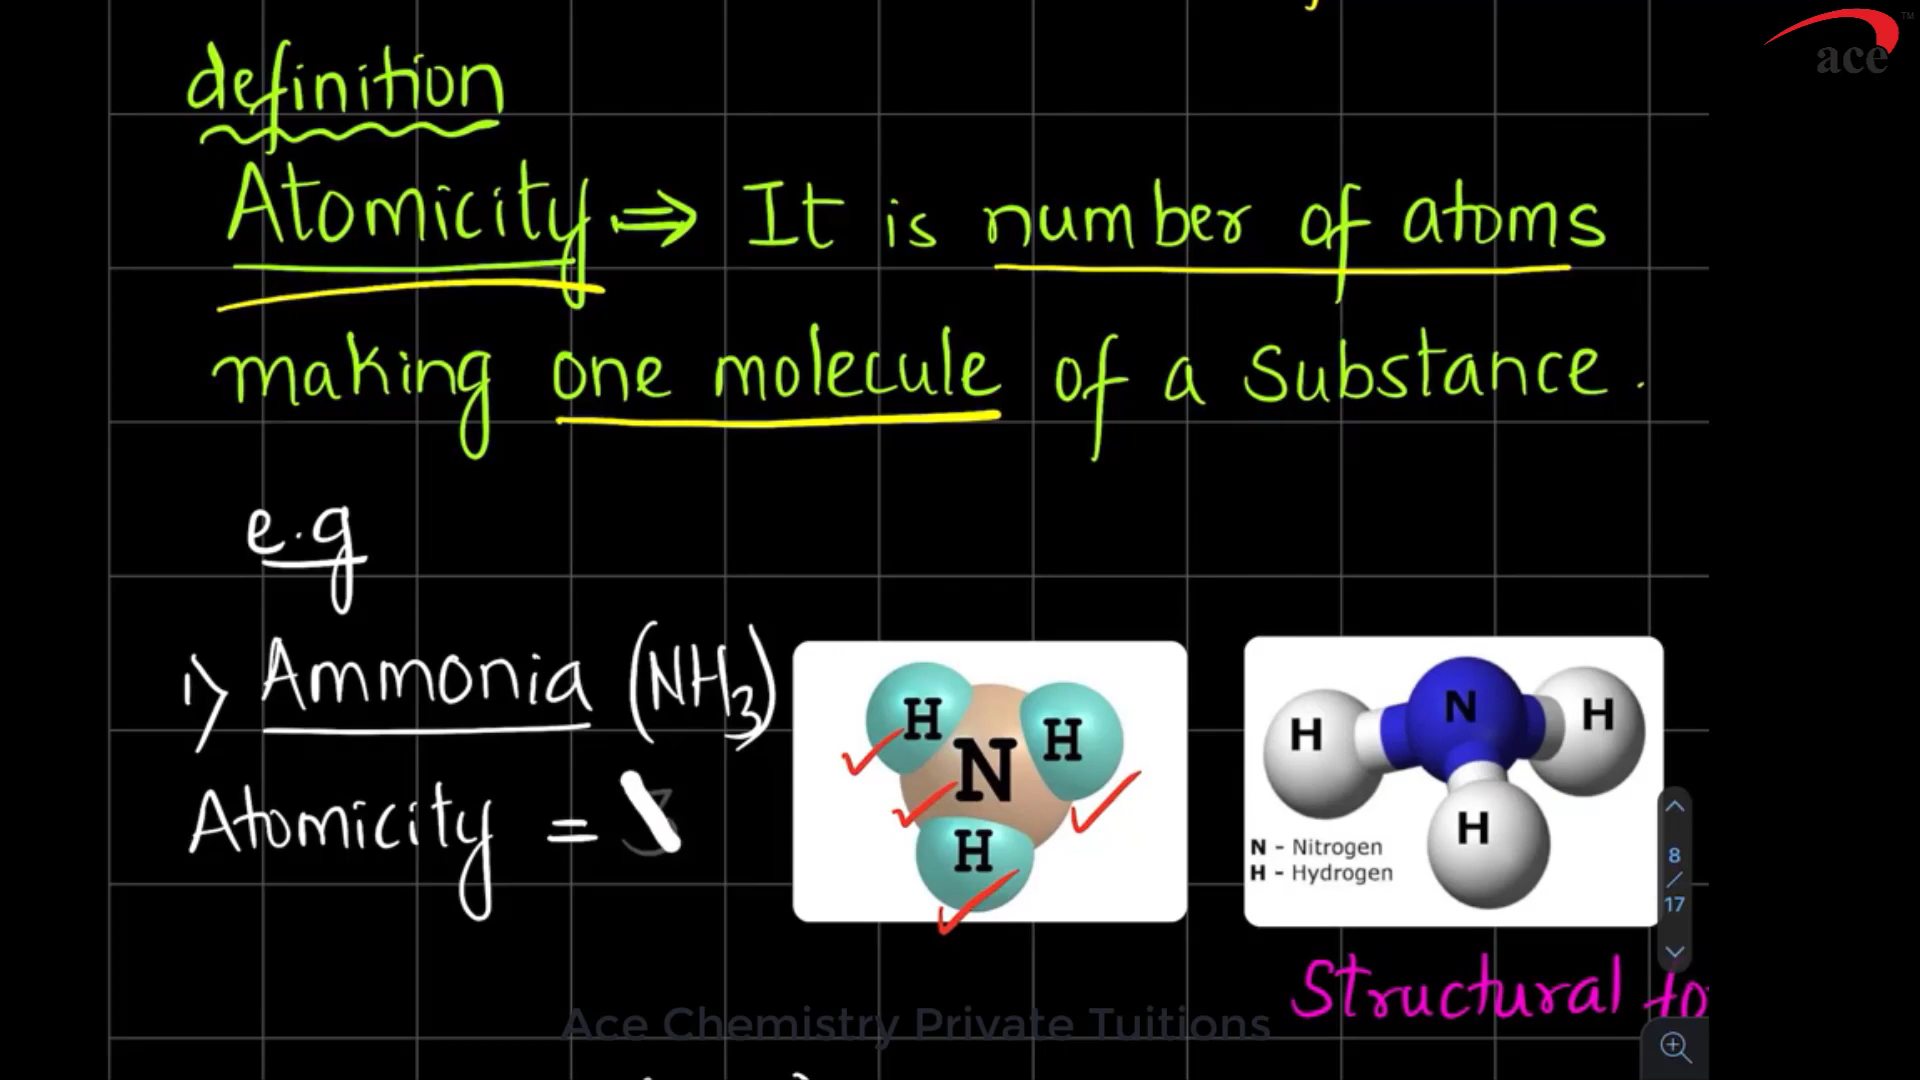 ace
TM
definition
Atomicity ⇒ It is number of atoms
making one molecule of a substance.
e.g
1) Ammonia (NH3)
Atomicity =
H
H
N
H
N
H
H
H
N - Nitrogen
H - Hydrogen
8
/
17
Structural fo
Ace Chemistry Private Tuitions